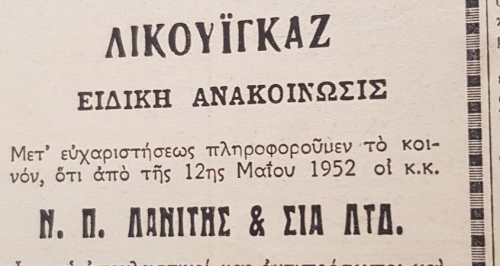 ΛΙΚΟΥΪΓΚΑΖ
ΕΙΔΙΚΗ ΑΝΑΚΟΙΝΩΣΙΣ
Μετ' εὐχαριστήσεως πληροφοροῦμεν τὸ κοι-
νόν, ὅτι ἀπὸ τῆς 12ης Μαΐου 1952 οἱ κ.κ.
Ν. Π. ΛΑΝΙΤΗΣ & ΣΙΑ ΛΤΔ.